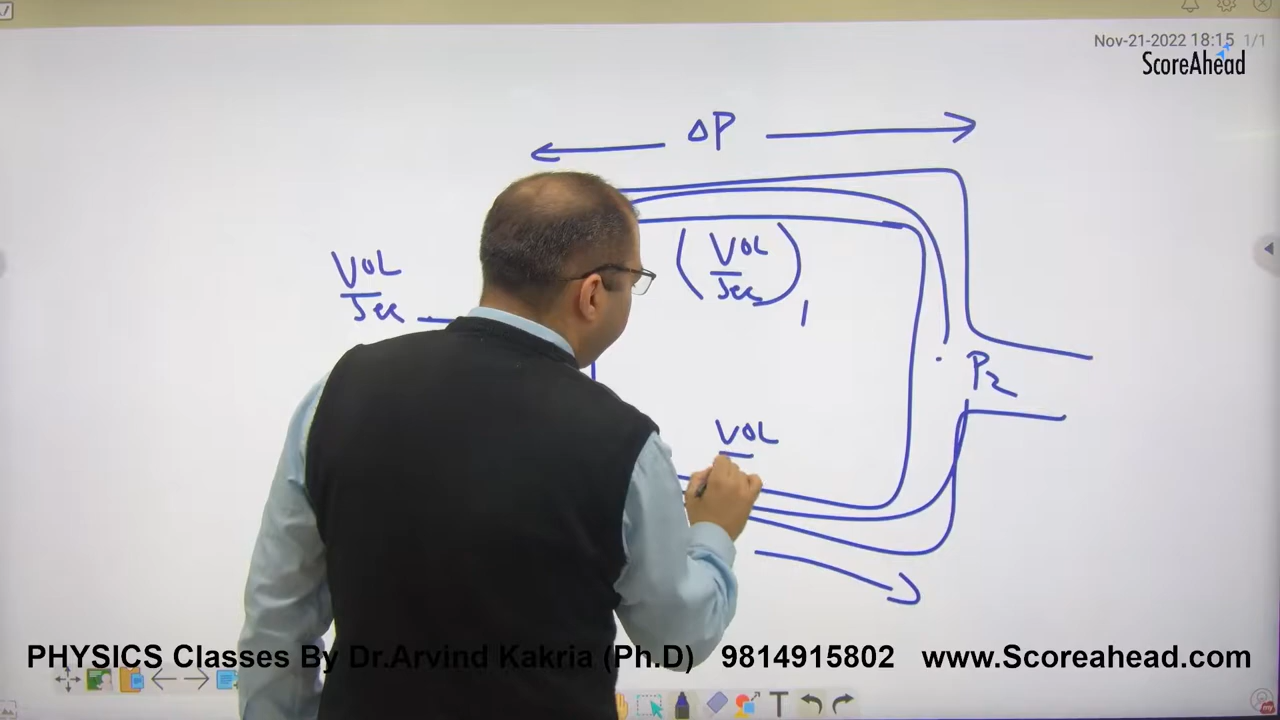 Nov-21-2022 18:15 1/1
ScoreAhead
ΔP
VOL
Sec
(VOL
Sec)1
P2
VOL
PHYSICS Classes By Dr.Arvind Kakria (Ph.D) 9814915802 www.Scoreahead.com
T